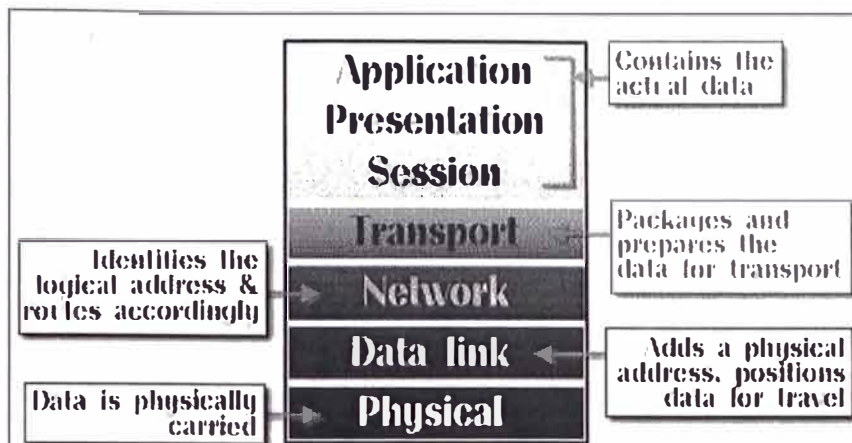 Application
Presentation
Session
Contains the
actual data
Transport
Packages and
prepares the
data for transport
Identifies the
logical address &
routes accordingly
Network
Data link
Adds a physical
address, positions
data for travel
Data is physically
carried
Physical